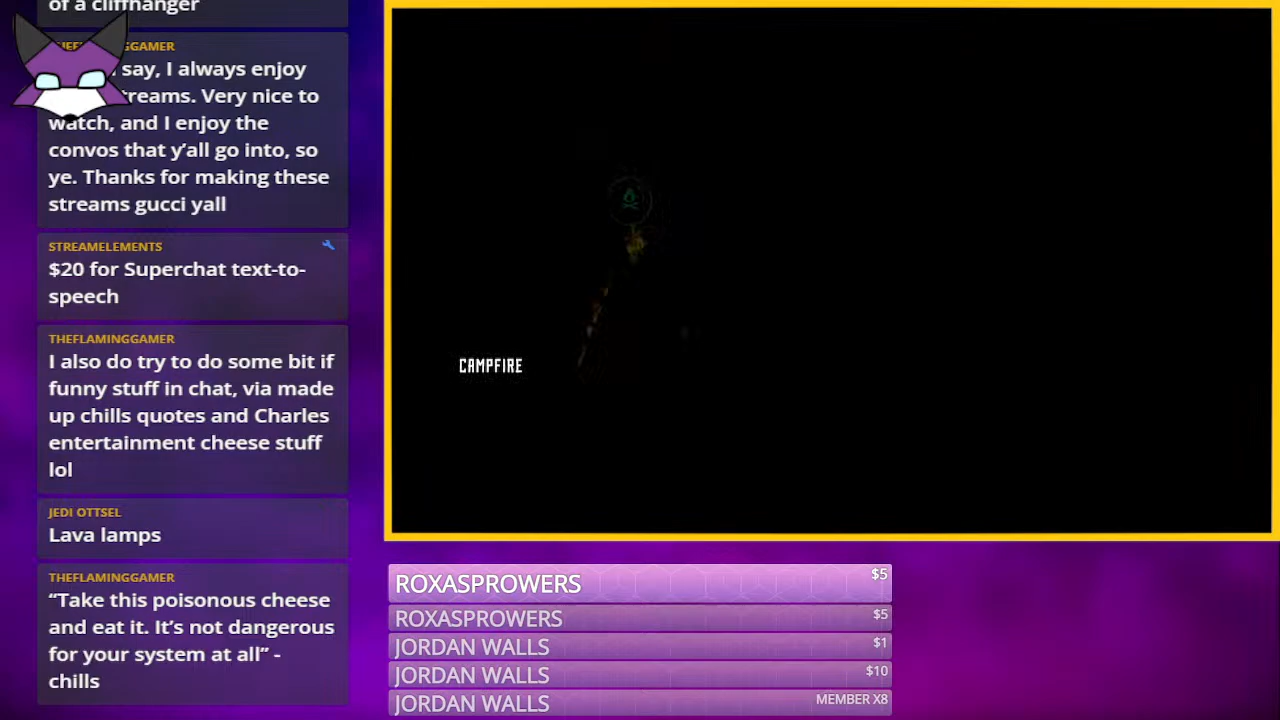 of a cliffhanger
say, I always enjoy
Very nice to
watch, and I enjoy the
convos that y'all go into, so
ye. Thanks for making these
streams gucci yall
STREAMELEMENTS
$20 for Superchat text-to-
speech
THEFLAMINGGAMER
I also do try to do some bit if
funny stuff in chat, via made
up chills quotes and Charles
entertainment cheese stuff
lol
JEDI OTTSEL
Lava lamps
THEFLAMINGGAMER
“Take this poisonous cheese
and eat it. It’s not dangerous
for your system at all” -
chills
CAMPFIRE
ROXASPROWERS $5
ROXASPROWERS $5
JORDAN WALLS $1
JORDAN WALLS $10
JORDAN WALLS MEMBER X8